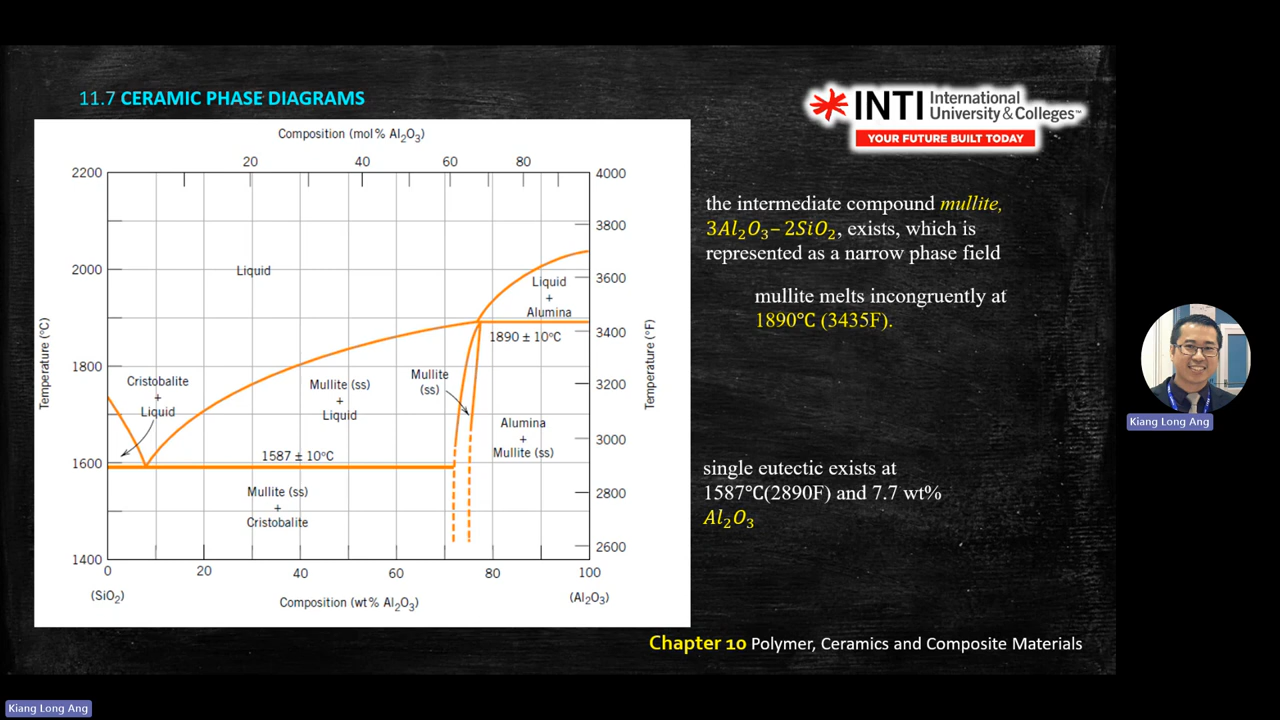 11.7 CERAMIC PHASE DIAGRAMS
INTI International
University & Colleges™
YOUR FUTURE BUILT TODAY
Composition (mol% Al₂O₃)
20 40 60 80
2200 4000
3800
2000 3600
3400
1800 3200
3000
1600 2800
2600
1400
Temperature (°C)
Temperature (°F)
Liquid
Liquid
+
Alumina
1890 ± 10°C
Cristobalite
+
Liquid
Mullite (ss)
+
Liquid
Mullite
(ss)
Alumina
+
Mullite (ss)
1587 ± 10°C
Mullite (ss)
+
Cristobalite
0 20 40 60 80 100
(SiO₂) (Al₂O₃)
Composition (wt% Al₂O₃)
the intermediate compound mullite,
3Al₂O₃– 2SiO₂, exists, which is
represented as a narrow phase field
mullite melts incongruently at
1890℃ (3435F).
single eutectic exists at
1587℃(2890F) and 7.7 wt%
Al₂O₃
Chapter 10 Polymer, Ceramics and Composite Materials
Kiang Long Ang
Kiang Long Ang